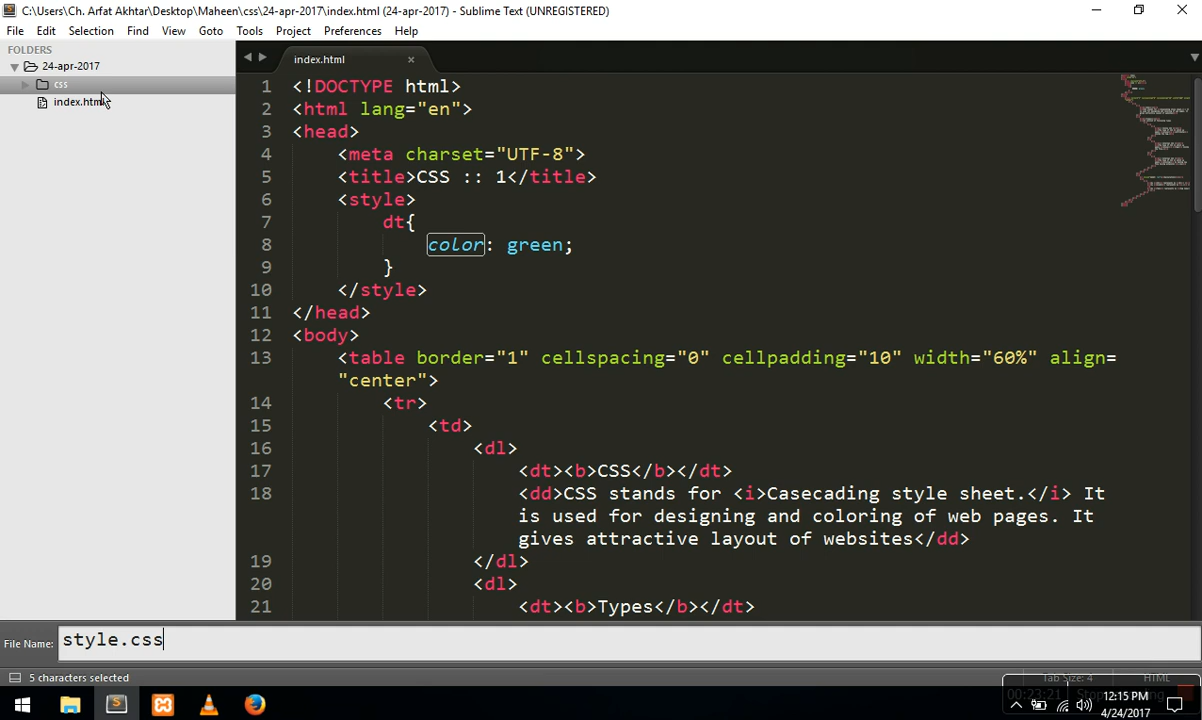 C:\Users\Ch. Arfat Akhtar\Desktop\Maheen\css\24-apr-2017\index.html (24-apr-2017) - Sublime Text (UNREGISTERED)
File Edit Selection Find View Goto Tools Project Preferences Help
FOLDERS
24-apr-2017
css
index.html
index.html
1 <!DOCTYPE html>
2 <html lang="en">
3 <head>
4 <meta charset="UTF-8">
5 <title>CSS :: 1</title>
6 <style>
7 dt{
8 color: green;
9 }
10 </style>
11 </head>
12 <body>
13 <table border="1" cellspacing="0" cellpadding="10" width="60%" align=
"center">
14 <tr>
15 <td>
16 <dl>
17 <dt><b>CSS</b></dt>
18 <dd>CSS stands for <i>Casecading style sheet.</i> It
is used for designing and coloring of web pages. It
gives attractive layout of websites</dd>
19 </dl>
20 <dl>
21 <dt><b>Types</b></dt>
File Name: style.css
5 characters selected
Tab Size: 4 HTML
00:23:21
12:15 PM
4/24/2017